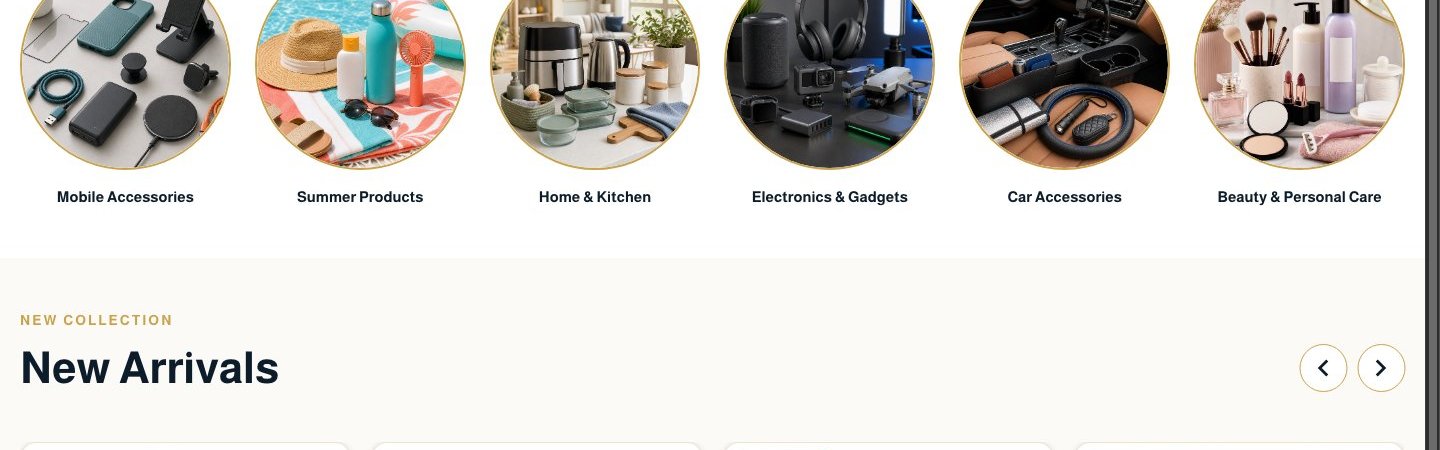 Mobile Accessories
Summer Products
Home & Kitchen
Electronics & Gadgets
Car Accessories
Beauty & Personal Care
NEW COLLECTION
New Arrivals